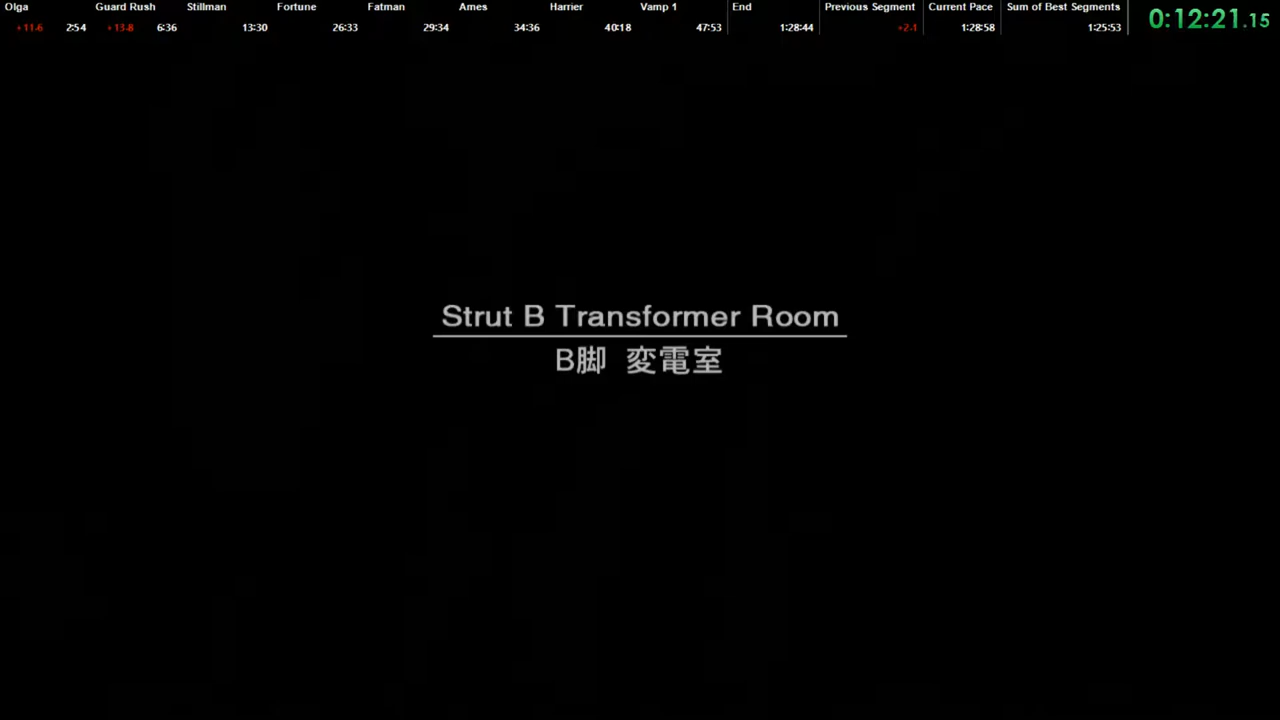 Olga Guard Rush Stillman Fortune Fatman Ames Harrier Vamp 1 End Previous Segment Current Pace Sum of Best Segments 0:12:21.15
+11.6 2:54 +13.8 6:36 13:30 26:33 29:34 34:36 40:18 47:53 1:28:44 +2.1 1:28:58 1:25:53
Strut B Transformer Room
B脚 変電室